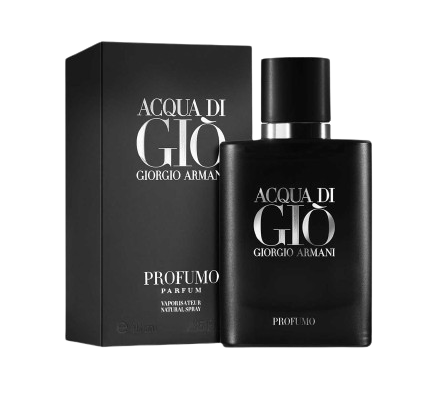 ACQUA DI
GIÒ
GIORGIO ARMANI
PROFUMO
PARFUM
VAPORISATEUR
NATURAL SPRAY
ACQUA DI
GIÒ
GIORGIO ARMANI
PROFUMO